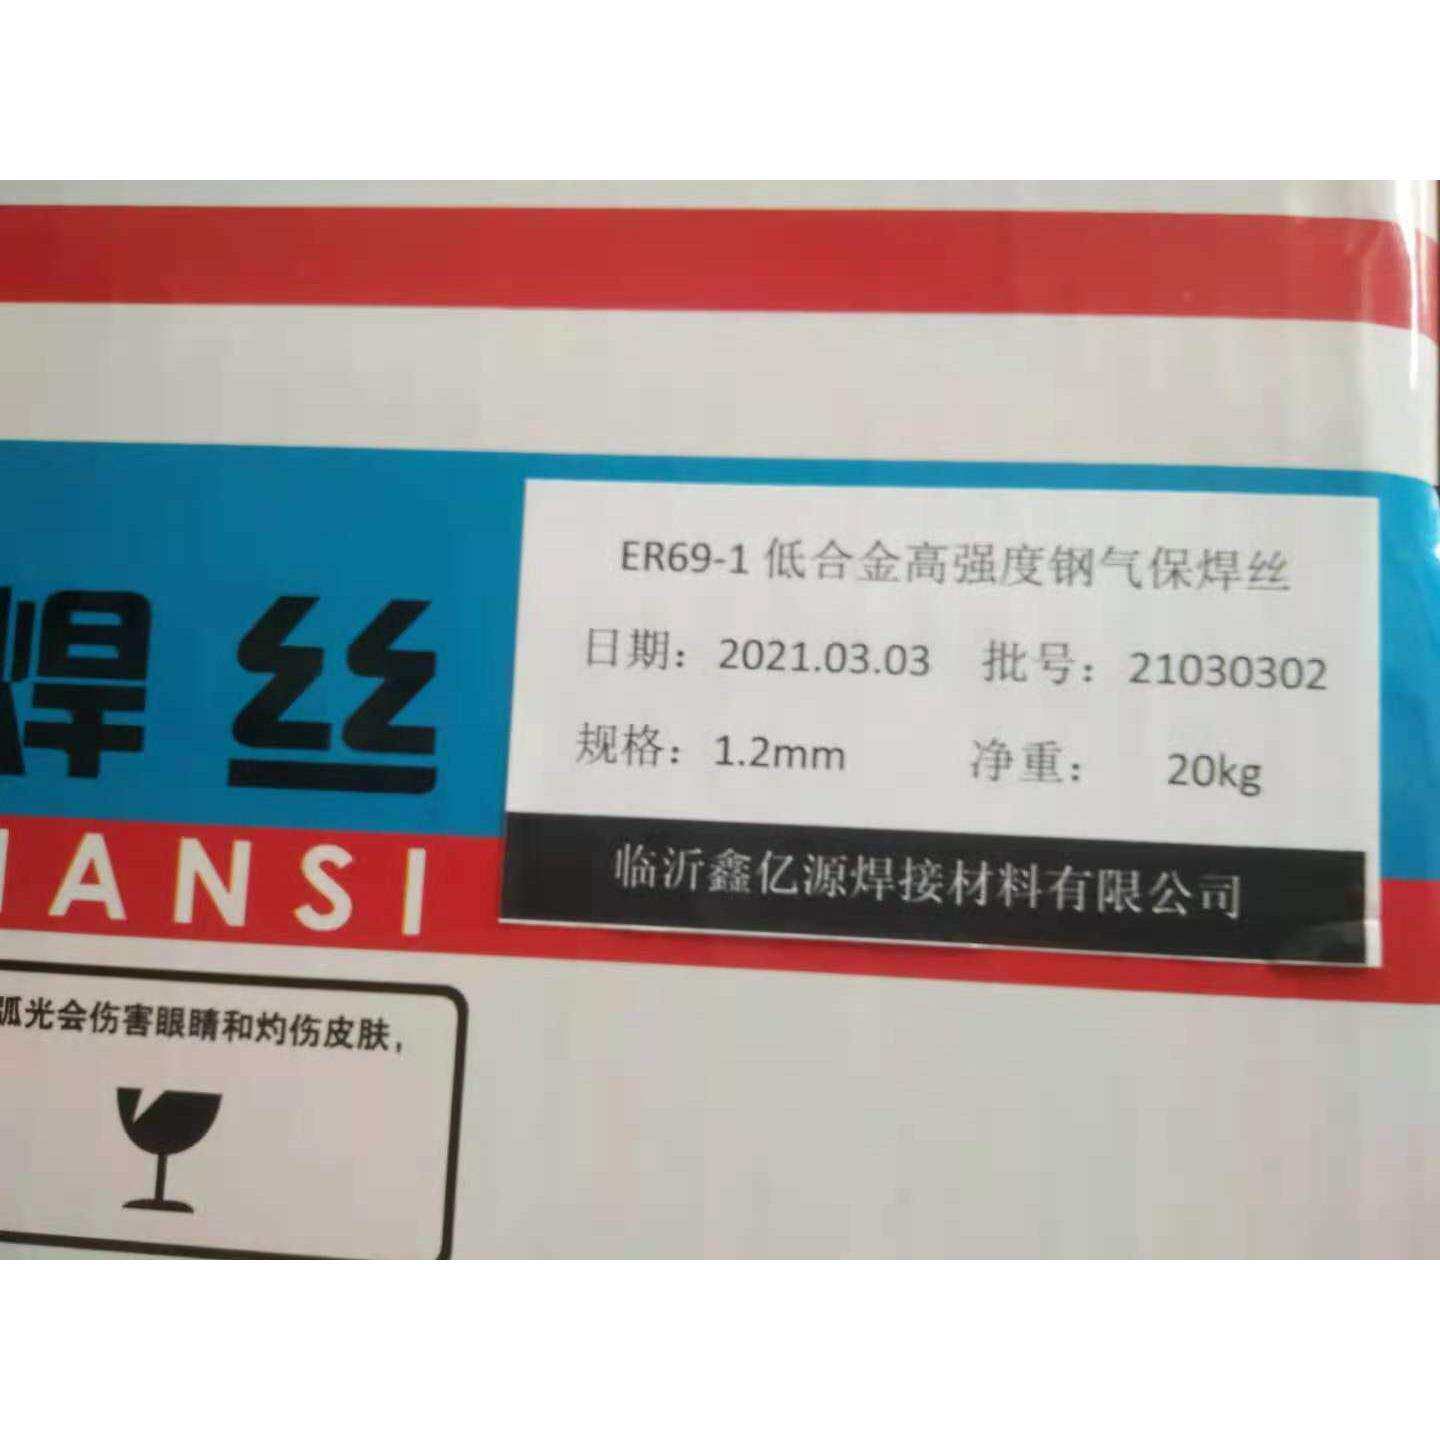 ER69-1 低合金高强度钢气保焊丝
日期：2021.03.03 批号：21030302
规格：1.2mm 净重： 20kg
临沂鑫亿源焊接材料有限公司
焊 丝
HANSI
弧光会伤害眼睛和灼伤皮肤，